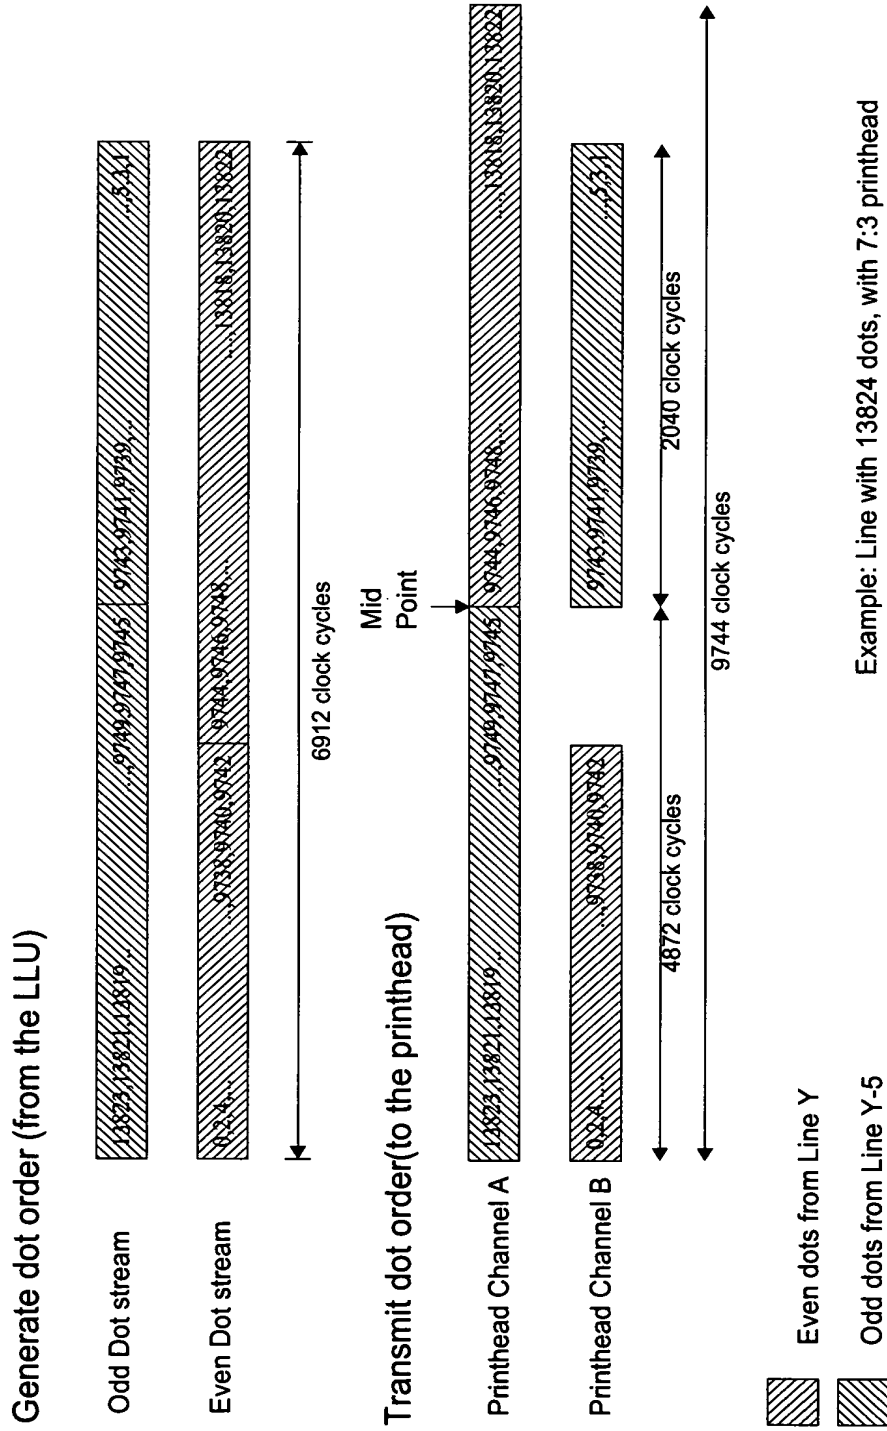 Generate dot order (from the LLU)
Odd Dot stream
13823,13821,13819...
...,9749,9747,9745
9743,9741,9739,...
...,5,3,1
Even Dot stream
0,2,4,...
...,9738,9740,9742
9744,9746,9748,...
...,13818,13820,13822
6912 clock cycles
Transmit dot order(to the printhead)
Mid
Point
Printhead Channel A
13823,13821,13819...
...,9749,9747,9745
9744,9746,9748,...
...,13818,13820,13822
Printhead Channel B
0,2,4,...
...,9738,9740,9742
9743,9741,9739,...
...,5,3,1
4872 clock cycles
2040 clock cycles
9744 clock cycles
Even dots from Line Y
Odd dots from Line Y-5
Example: Line with 13824 dots, with 7:3 printhead